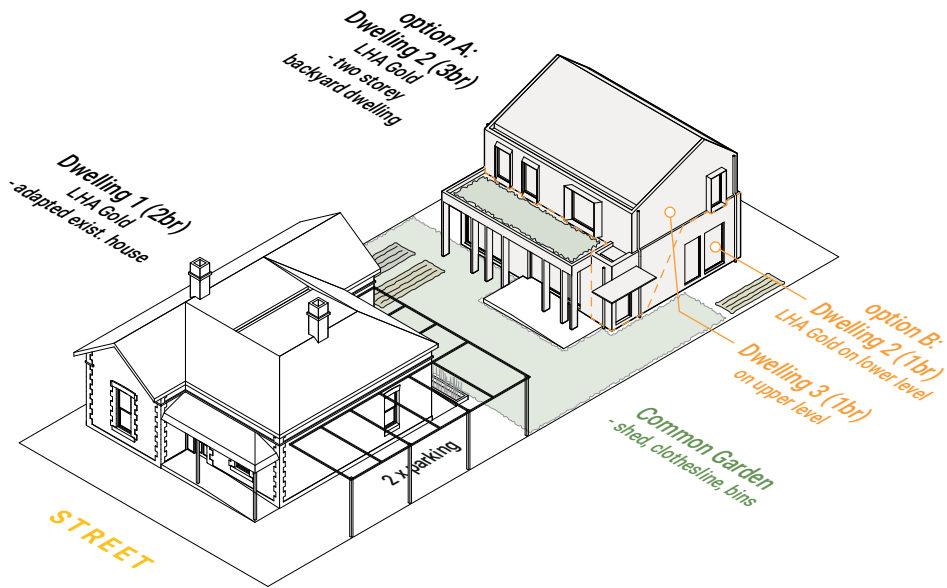 option A:
Dwelling 2 (3br)
LHA Gold
- two storey
backyard dwelling
Dwelling 1 (2br)
LHA Gold
- adapted exist. house
option B:
Dwelling 2 (1br)
LHA Gold on lower level
Dwelling 3 (1br)
on upper level
Common Garden
- shed, clothesline, bins
2 x parking
STREET